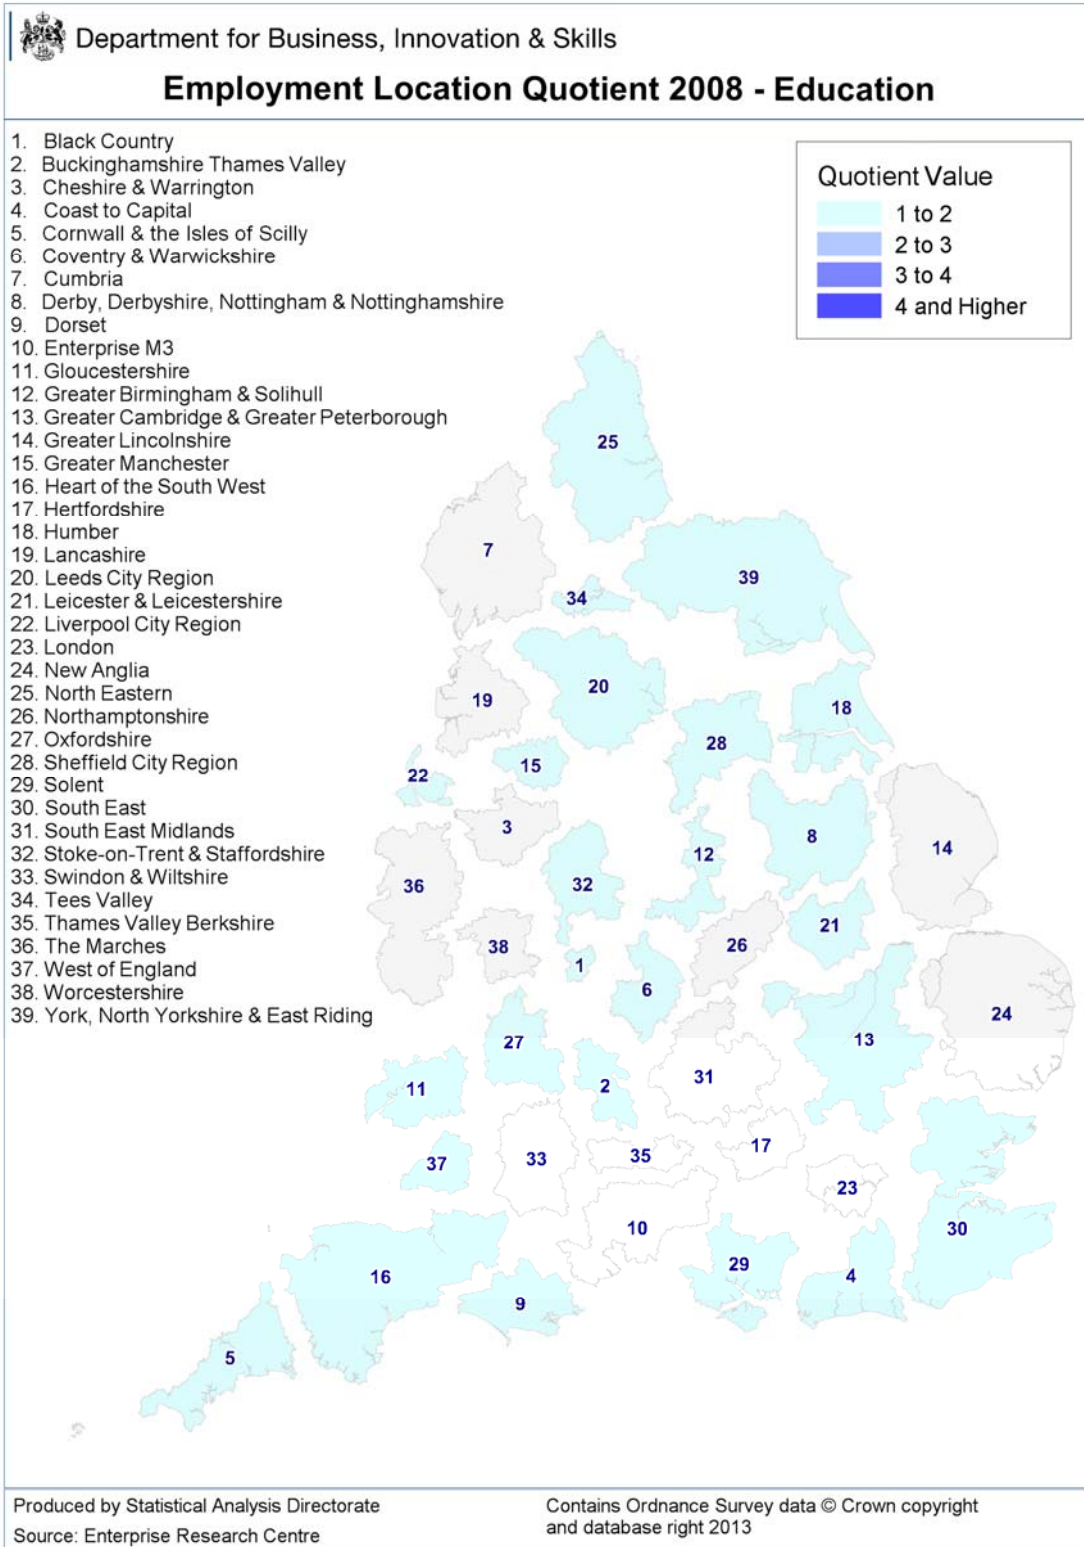 Department for Business, Innovation & Skills
Employment Location Quotient 2008 - Education
1. Black Country
2. Buckinghamshire Thames Valley
3. Cheshire & Warrington
4. Coast to Capital
5. Cornwall & the Isles of Scilly
6. Coventry & Warwickshire
7. Cumbria
8. Derby, Derbyshire, Nottingham & Nottinghamshire
9. Dorset
10. Enterprise M3
11. Gloucestershire
12. Greater Birmingham & Solihull
13. Greater Cambridge & Greater Peterborough
14. Greater Lincolnshire
15. Greater Manchester
16. Heart of the South West
17. Hertfordshire
18. Humber
19. Lancashire
20. Leeds City Region
21. Leicester & Leicestershire
22. Liverpool City Region
23. London
24. New Anglia
25. North Eastern
26. Northamptonshire
27. Oxfordshire
28. Sheffield City Region
29. Solent
30. South East
31. South East Midlands
32. Stoke-on-Trent & Staffordshire
33. Swindon & Wiltshire
34. Tees Valley
35. Thames Valley Berkshire
36. The Marches
37. West of England
38. Worcestershire
39. York, North Yorkshire & East Riding
Quotient Value
1 to 2
2 to 3
3 to 4
4 and Higher
25
7
39
34
20
19
18
28
15
22
3
8
12
14
32
36
21
26
38
1
6
24
13
27
31
2
11
17
35
33
37
23
10
30
29
4
16
9
5
Produced by Statistical Analysis Directorate
Source: Enterprise Research Centre
Contains Ordnance Survey data © Crown copyright
and database right 2013